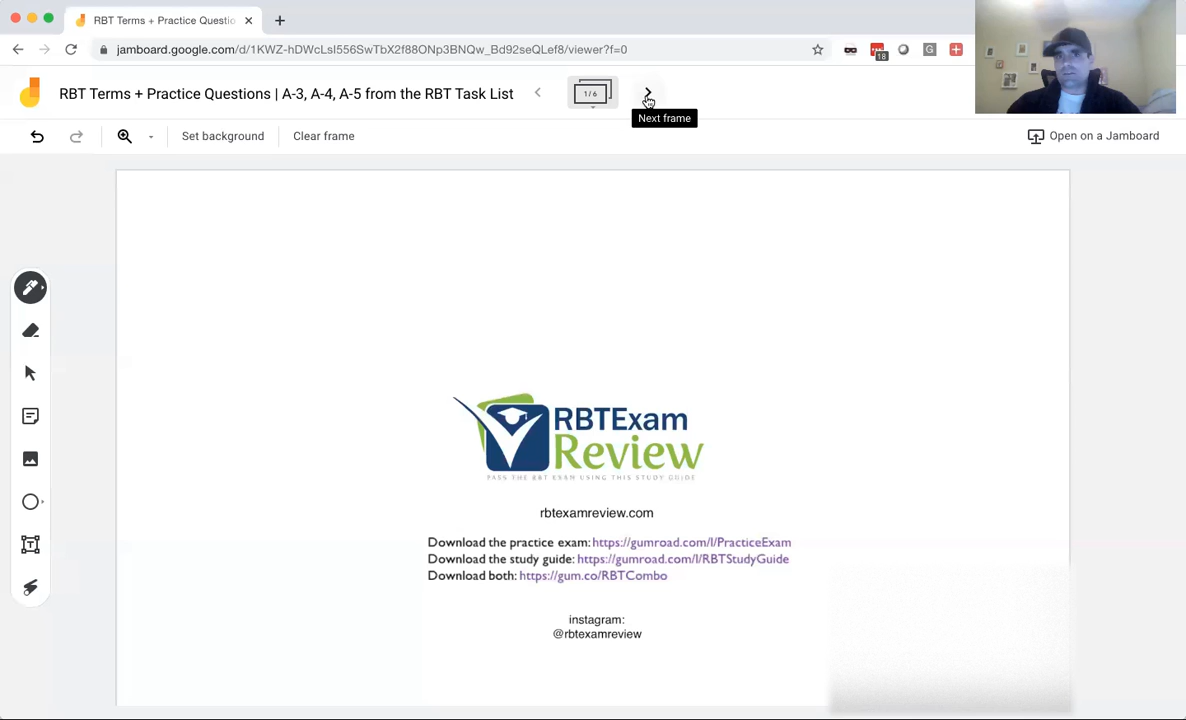 RBT Terms + Practice Questio
jamboard.google.com/d/1KWZ-hDWcLsI556SwTbX2f88ONp3BNQw_Bd92seQLef8/viewer?f=0
18
G
RBT Terms + Practice Questions | A-3, A-4, A-5 from the RBT Task List
1/6
Next frame
Set background
Clear frame
Open on a Jamboard
RBTExam
Review
PASS THE RBT EXAM USING THIS STUDY GUIDE
rbtexamreview.com
Download the practice exam: https://gumroad.com/l/PracticeExam
Download the study guide: https://gumroad.com/l/RBTStudyGuide
Download both: https://gum.co/RBTCombo
instagram:
@rbtexamreview